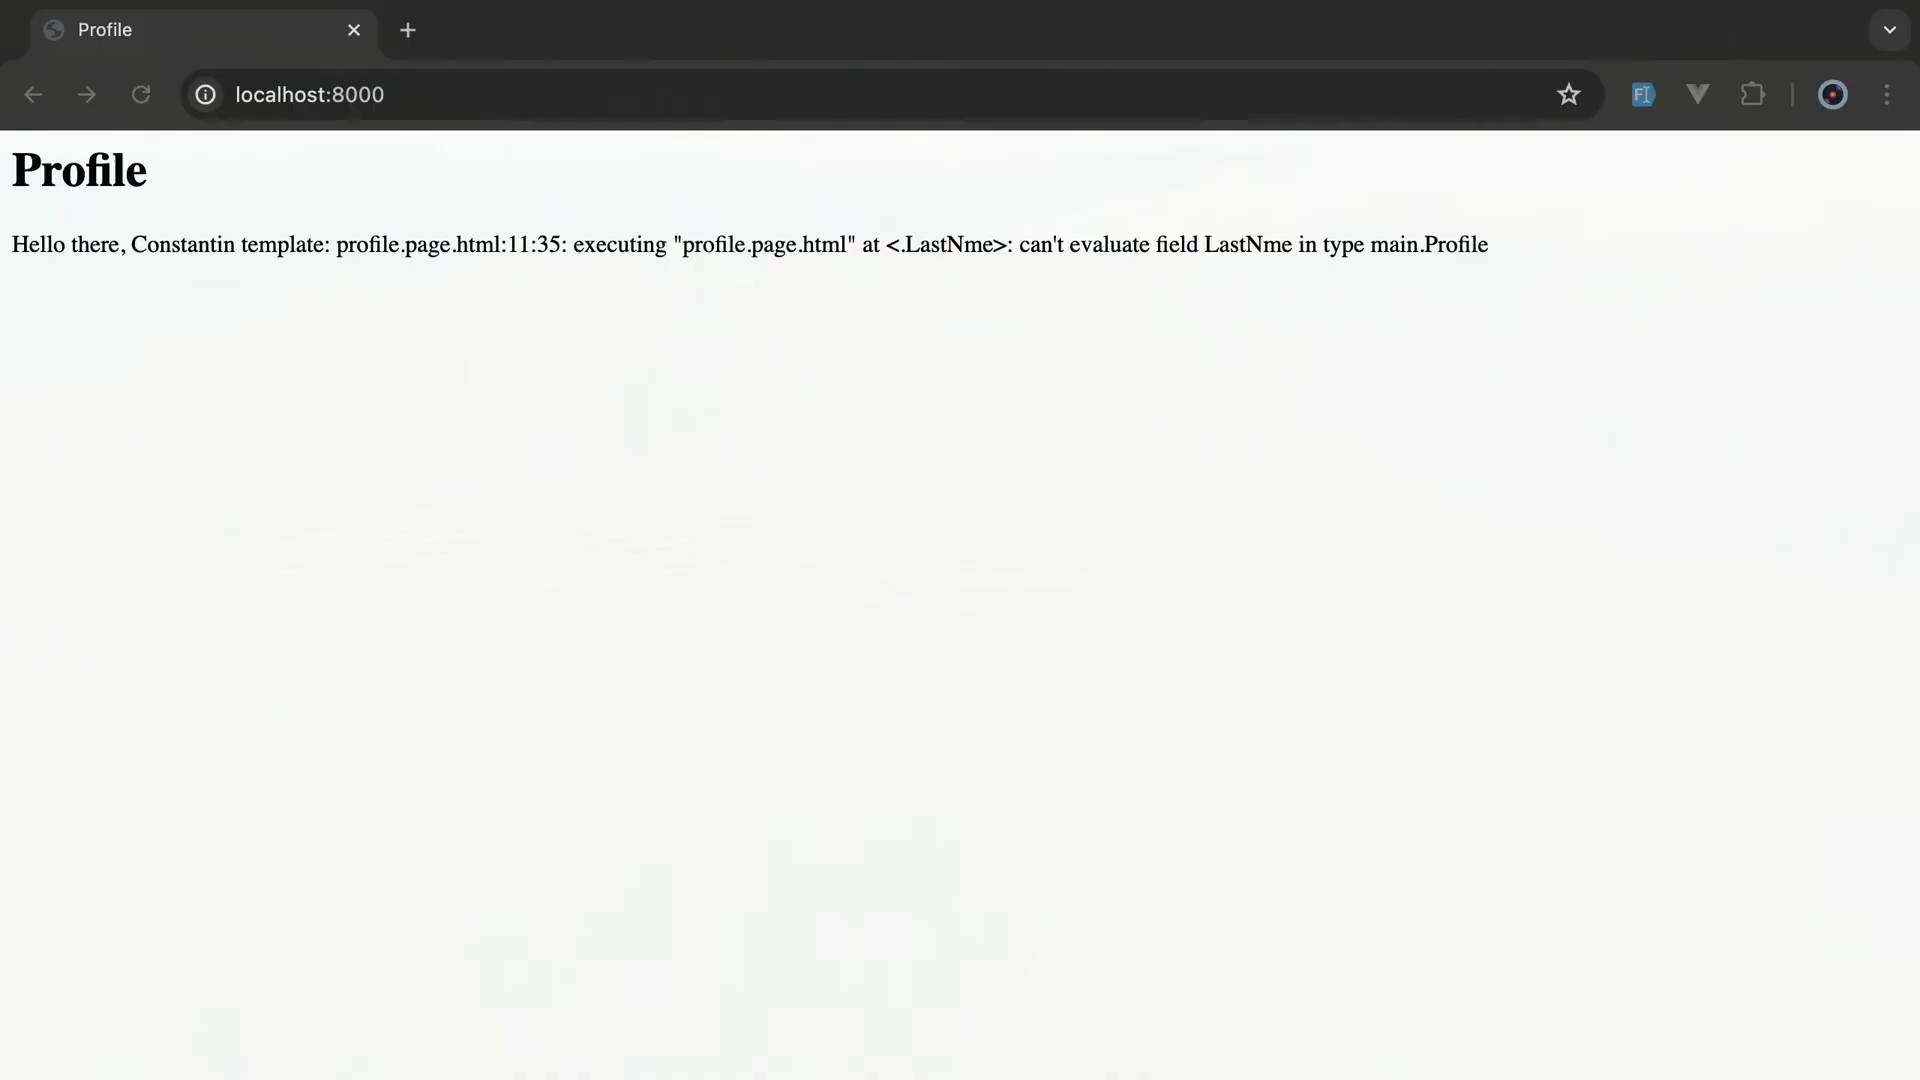 Profile
localhost:8000
Profile
Hello there, Constantin template: profile.page.html:11:35: executing "profile.page.html" at <.LastNme>: can't evaluate field LastNme in type main.Profile